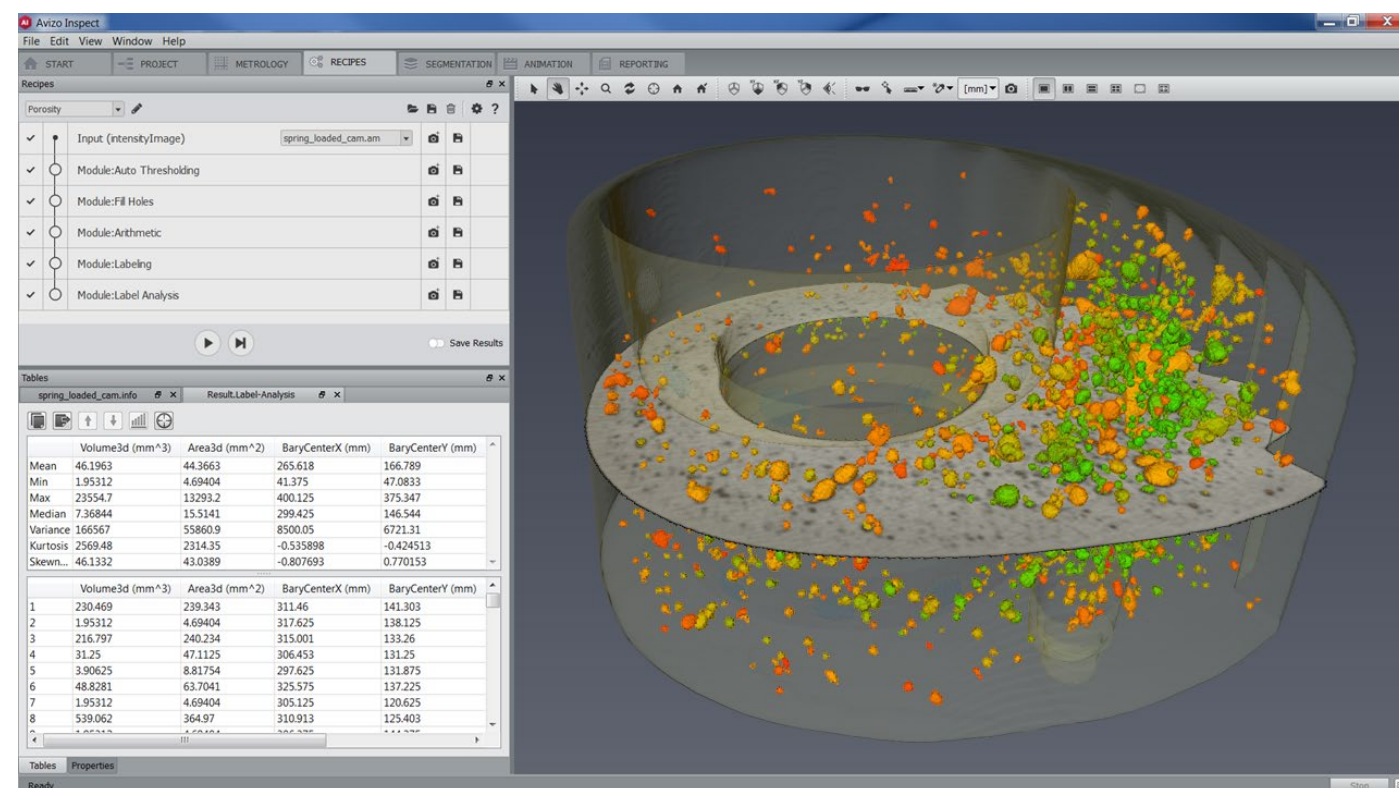 Avizo Inspect
File Edit View Window Help
START PROJECT METROLOGY RECIPES SEGMENTATION ANIMATION REPORTING
Recipes
[mm]
Porosity
Input (intensityImage) spring_loaded_cam.am
Module:Auto Thresholding
Module:Fill Holes
Module:Arithmetic
Module:Labeling
Module:Label Analysis
Save Results
Tables
spring_loaded_cam.info Result.Label-Analysis
Volume3d (mm^3) Area3d (mm^2) BaryCenterX (mm) BaryCenterY (mm)
Mean 46.1963 44.3663 265.618 166.789
Min 1.95312 4.69404 41.375 47.0833
Max 23554.7 13293.2 400.125 375.347
Median 7.36844 15.5141 299.425 146.544
Variance 166567 55860.9 8500.05 6721.31
Kurtosis 2569.48 2314.35 -0.535898 -0.424513
Skewn... 46.1332 43.0389 -0.807693 0.770153
Volume3d (mm^3) Area3d (mm^2) BaryCenterX (mm) BaryCenterY (mm)
1 230.469 239.343 311.46 141.303
2 1.95312 4.69404 317.625 138.125
3 216.797 240.234 315.001 133.26
4 31.25 47.1125 306.453 131.25
5 3.90625 8.81754 297.625 131.875
6 48.8281 63.7041 325.575 137.225
7 1.95312 4.69404 305.125 120.625
8 539.062 364.97 310.913 125.403
Tables Properties
Ready Stop